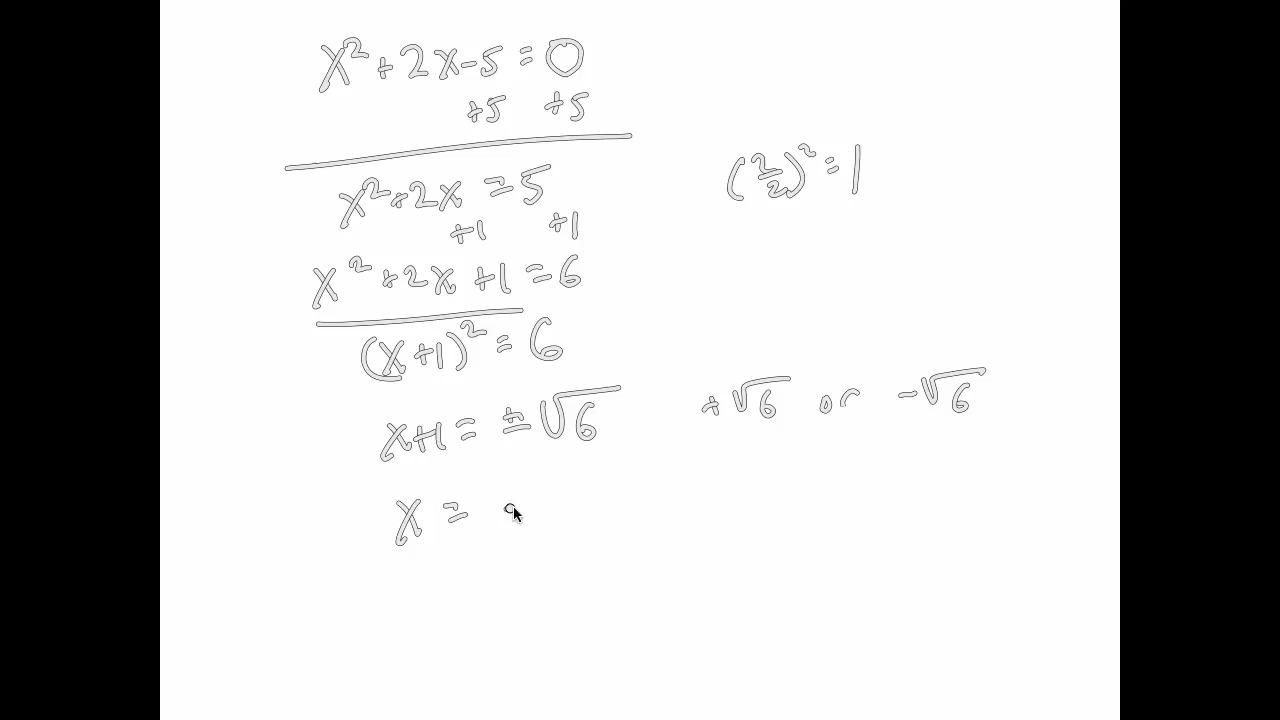 x² + 2x - 5 = 0
+5 +5
(2/2)² = 1
x² + 2x = 5
+1 +1
x² + 2x + 1 = 6
(x + 1)² = 6
x + 1 = ± √6
+√6 or -√6
x =